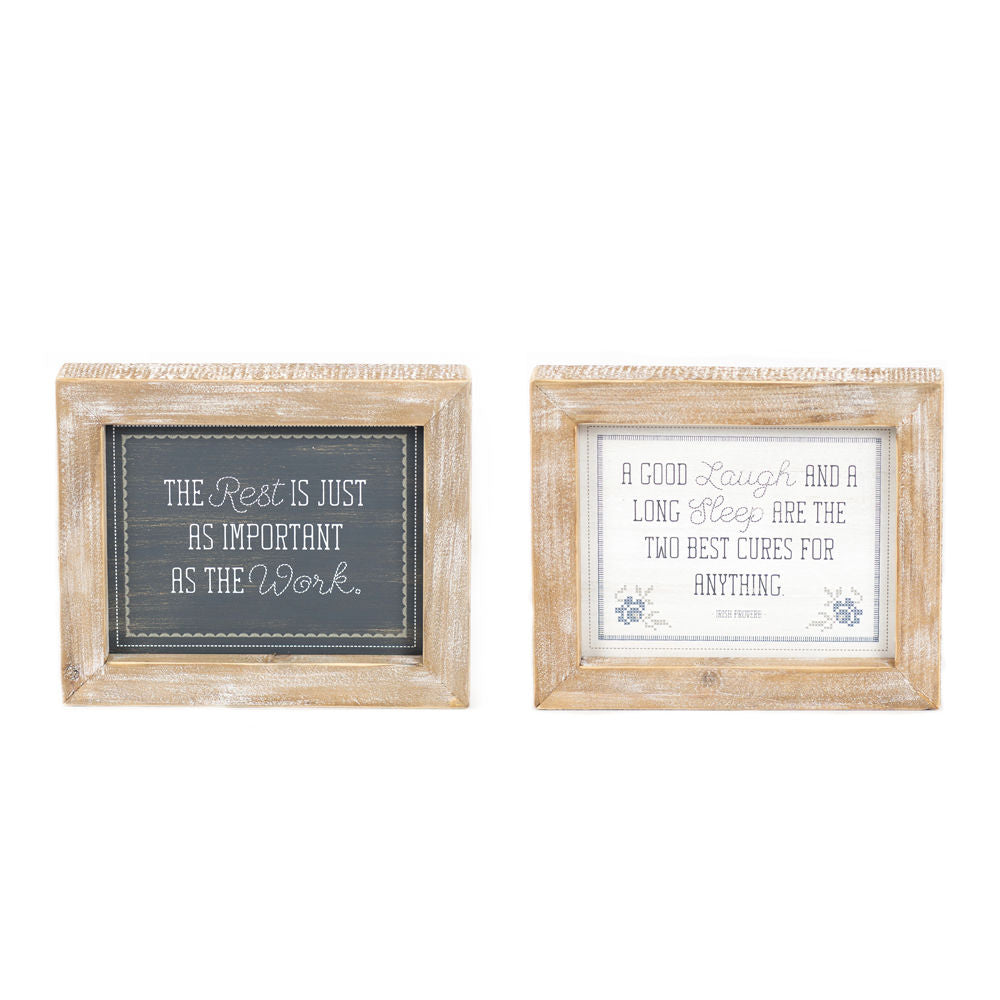 THE Rest IS JUST
AS IMPORTANT
AS THE Work.
A GOOD Laugh AND A
LONG Sleep ARE THE
TWO BEST CURES FOR
ANYTHING.
IRISH PROVERB